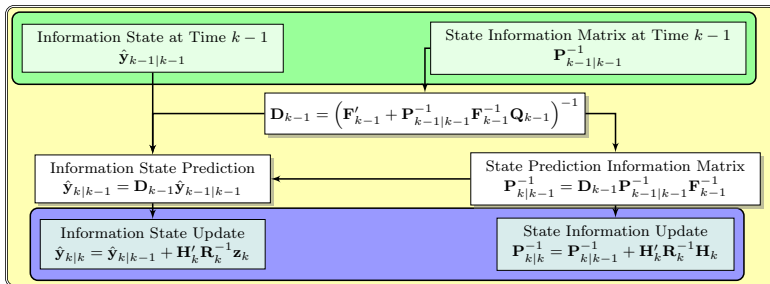 Information State at Time k − 1
ŷ_{k−1|k−1}
State Information Matrix at Time k − 1
P^{−1}_{k−1|k−1}
D_{k−1} = (F′_{k−1} + P^{−1}_{k−1|k−1} F^{−1}_{k−1} Q_{k−1})^{−1}
Information State Prediction
ŷ_{k|k−1} = D_{k−1} ŷ_{k−1|k−1}
State Prediction Information Matrix
P^{−1}_{k|k−1} = D_{k−1} P^{−1}_{k−1|k−1} F^{−1}_{k−1}
Information State Update
ŷ_{k|k} = ŷ_{k|k−1} + H′_k R^{−1}_k z_k
State Information Update
P^{−1}_{k|k} = P^{−1}_{k|k−1} + H′_k R^{−1}_k H_k